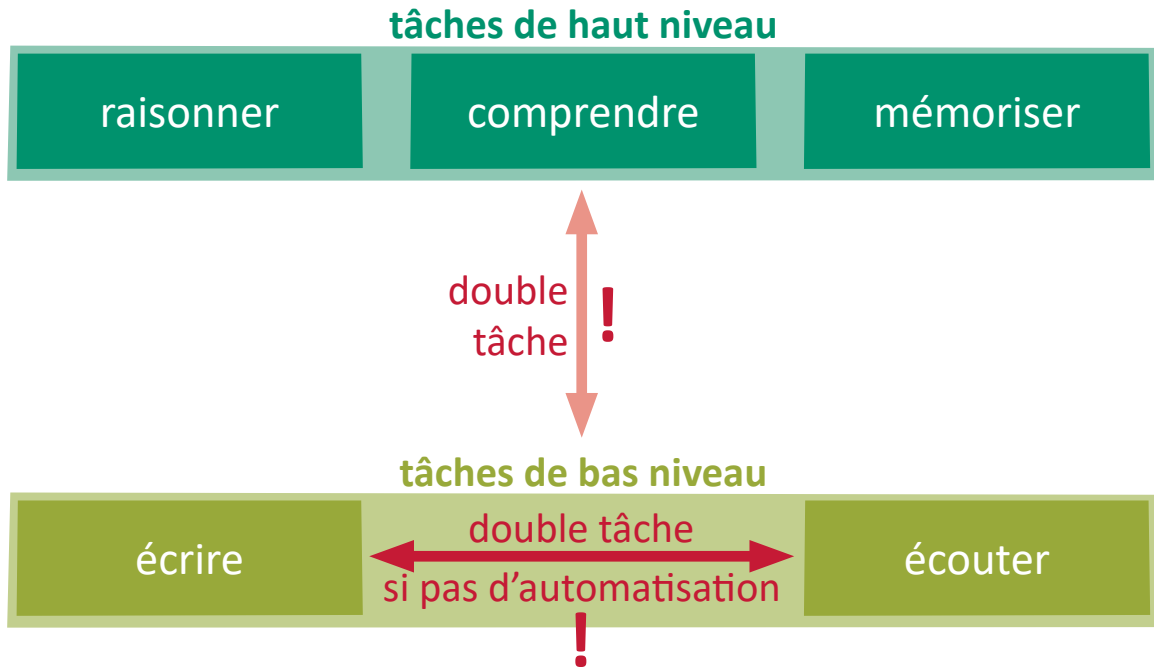 tâches de haut niveau
raisonner
comprendre
mémoriser
double
tâche
!
tâches de bas niveau
écrire
double tâche
si pas d’automatisation
!
écouter